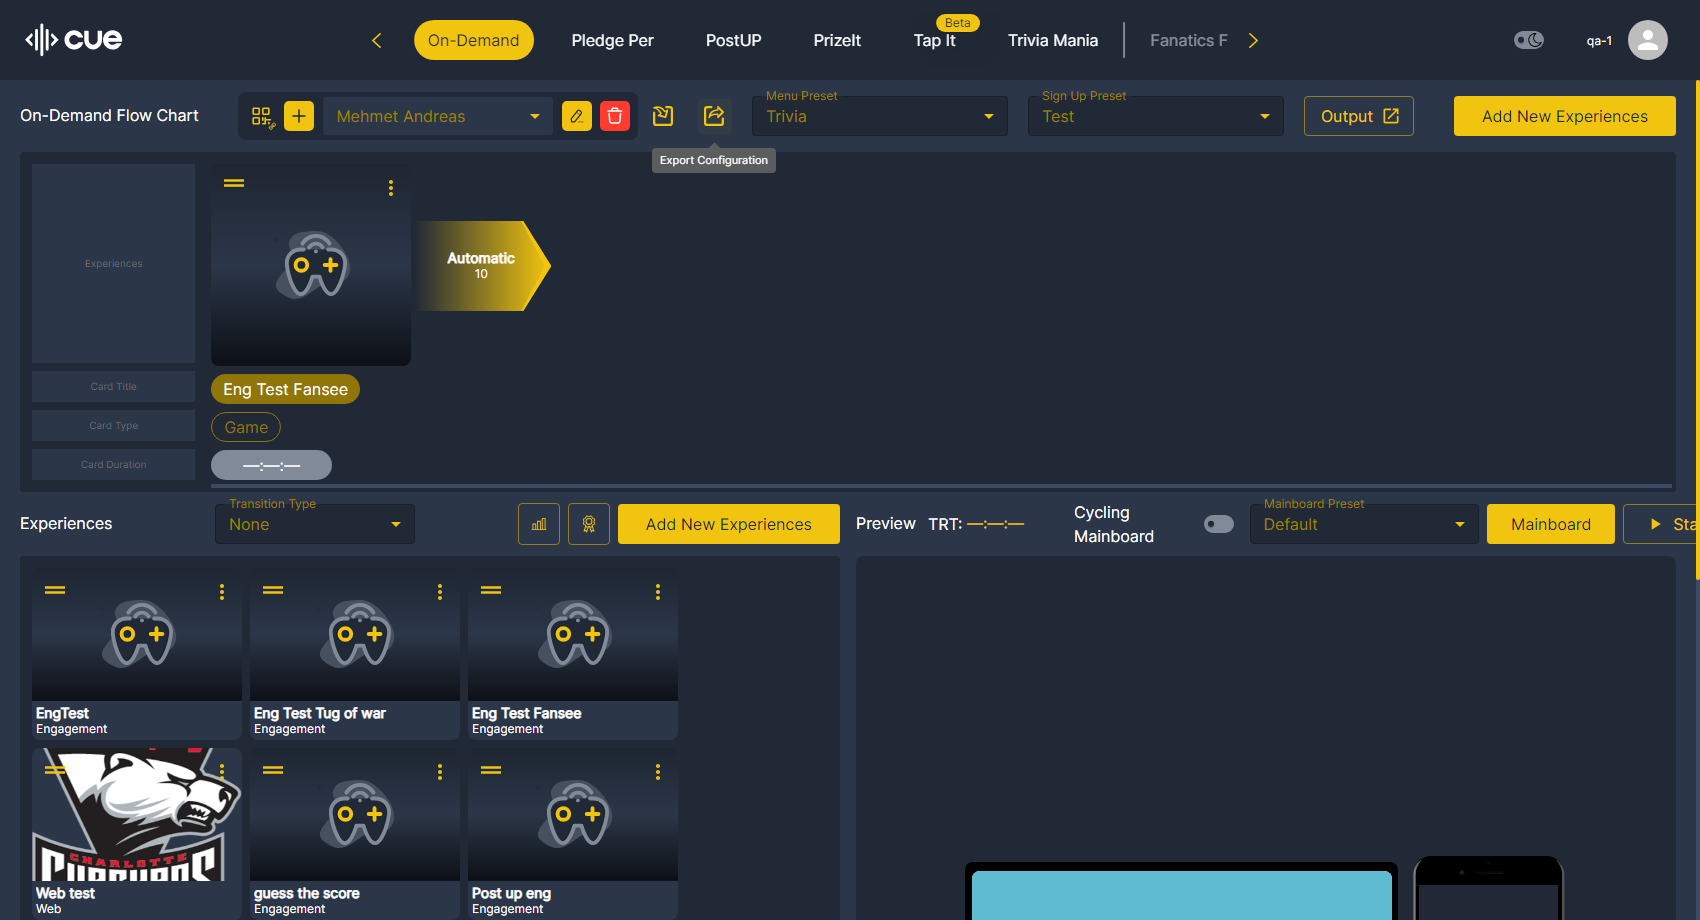 cue
On-Demand
Pledge Per
PostUP
PrizeIt
Tap It
Beta
Trivia Mania
Fanatics F
qa-1
On-Demand Flow Chart
Mehmet Andreas
Menu Preset
Trivia
Sign Up Preset
Test
Output
Add New Experiences
Export Configuration
Experiences
Automatic
10
Card Title
Eng Test Fansee
Card Type
Game
Card Duration
—:—:—
Experiences
Transition Type
None
Add New Experiences
Preview
TRT: —:—:—
Cycling
Mainboard
Mainboard Preset
Default
Mainboard
Sta
EngTest
Engagement
Eng Test Tug of war
Engagement
Eng Test Fansee
Engagement
CHARLOTTE
Web test
Web
guess the score
Engagement
Post up eng
Engagement